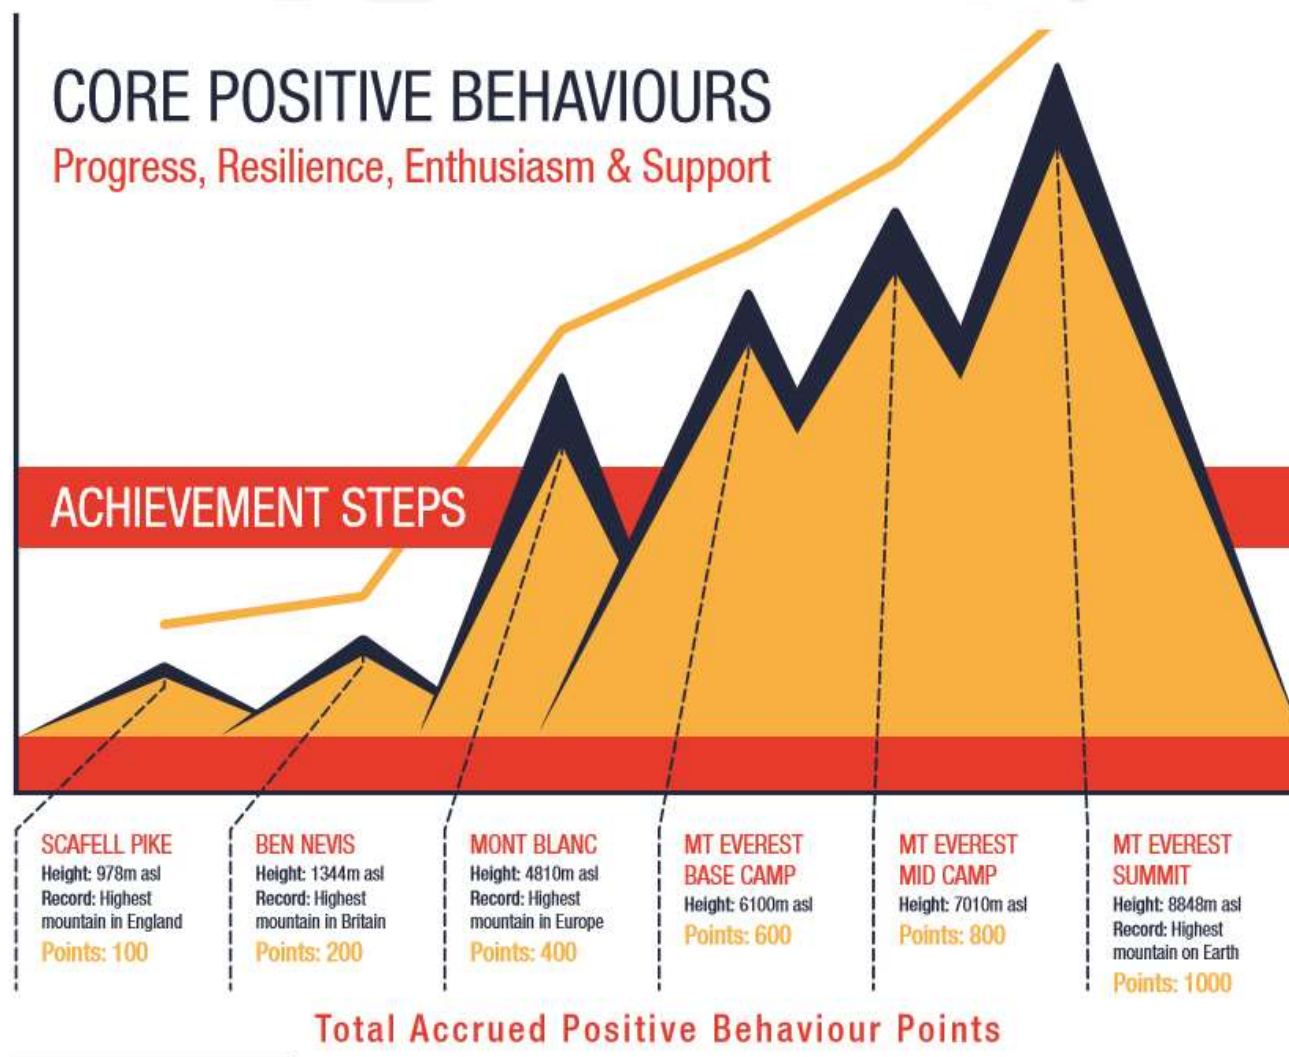 CORE POSITIVE BEHAVIOURS
Progress, Resilience, Enthusiasm & Support
ACHIEVEMENT STEPS
SCAFELL PIKE
Height: 978m asl
Record: Highest
mountain in England
Points: 100
BEN NEVIS
Height: 1344m asl
Record: Highest
mountain in Britain
Points: 200
MONT BLANC
Height: 4810m asl
Record: Highest
mountain in Europe
Points: 400
MT EVEREST
BASE CAMP
Height: 6100m asl
Points: 600
MT EVEREST
MID CAMP
Height: 7010m asl
Points: 800
MT EVEREST
SUMMIT
Height: 8848m asl
Record: Highest
mountain on Earth
Points: 1000
Total Accrued Positive Behaviour Points